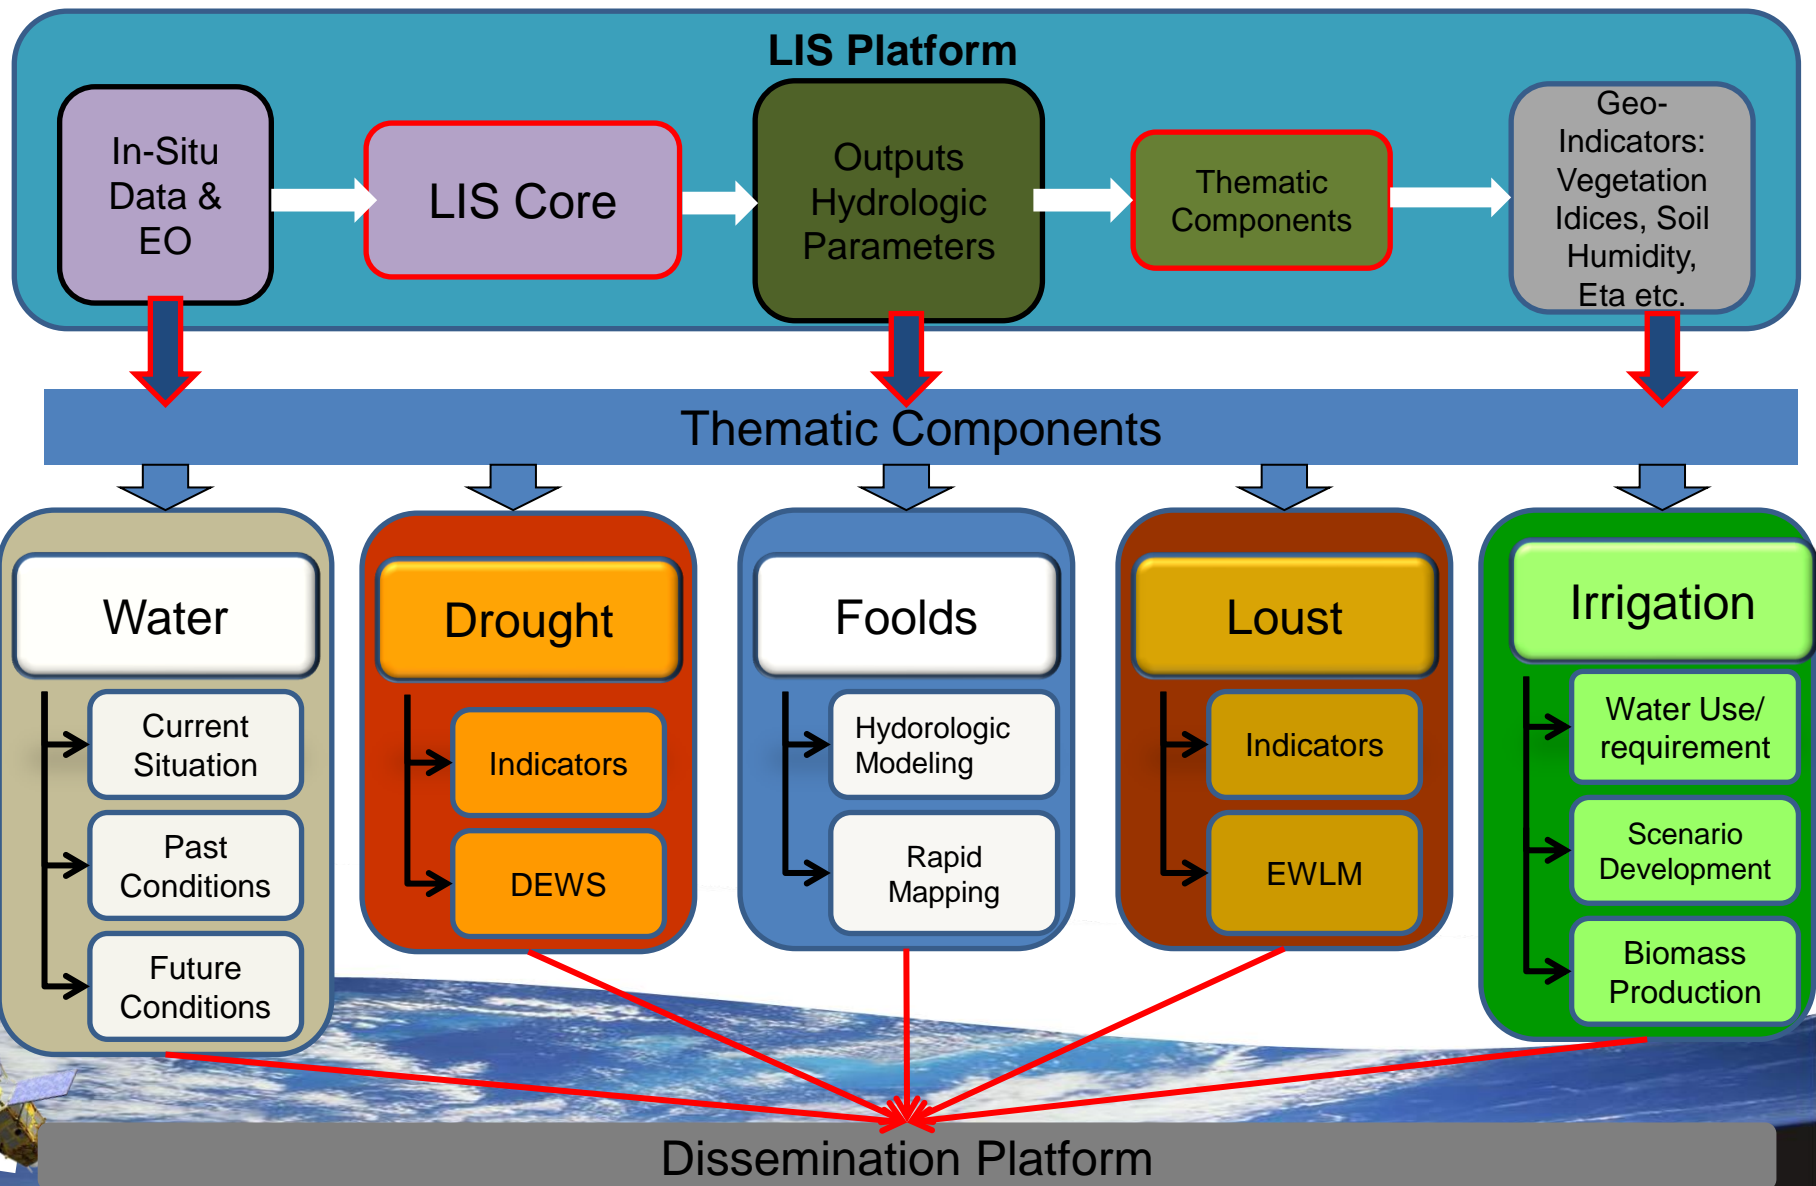 LIS Platform
In-Situ
Data &
EO
LIS Core
Outputs
Hydrologic
Parameters
Thematic
Components
Geo-
Indicators:
Vegetation
Idices, Soil
Humidity,
Eta etc.
Thematic Components
Water
Current
Situation
Past
Conditions
Future
Conditions
Drought
Indicators
DEWS
Foolds
Hydorologic
Modeling
Rapid
Mapping
Loust
Indicators
EWLM
Irrigation
Water Use/
requirement
Scenario
Development
Biomass
Production
Dissemination Platform